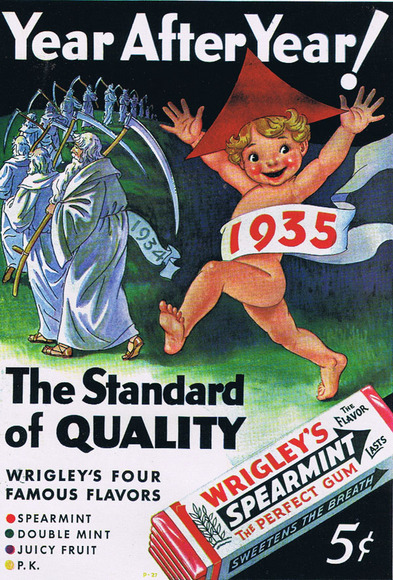 Year After Year!
1934
1935
The Standard
of QUALITY
WRIGLEY'S FOUR
FAMOUS FLAVORS
SPEARMINT
DOUBLE MINT
JUICY FRUIT
P.K.
WRIGLEY'S
SPEARMINT
THE PERFECT GUM
THE FLAVOR
LASTS
SWEETENS THE BREATH
5¢
P-21